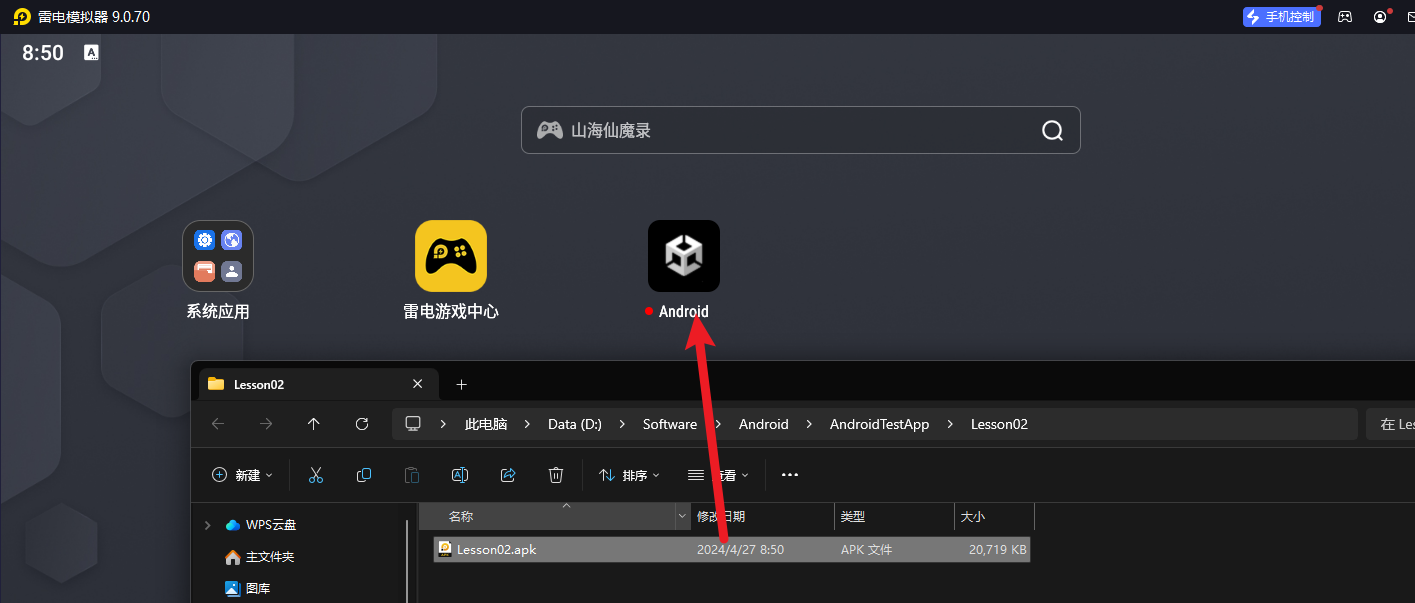 雷电模拟器 9.0.70
手机控制
8:50
A
山海仙魔录
系统应用
雷电游戏中心
Android
Lesson02
此电脑 > Data (D:) > Software > Android > AndroidTestApp > Lesson02
在 Les
新建
排序
看
名称
修改日期
类型
大小
WPS云盘
Lesson02.apk
2024/4/27 8:50
APK 文件
20,719 KB
主文件夹
图库